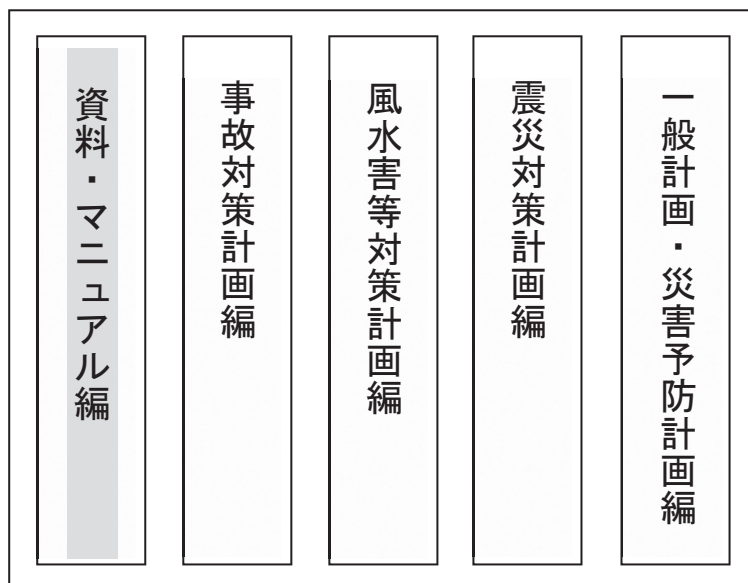 一般計画・災害予防計画編
震災対策計画編
風水害等対策計画編
事故対策計画編
資料・マニュアル編